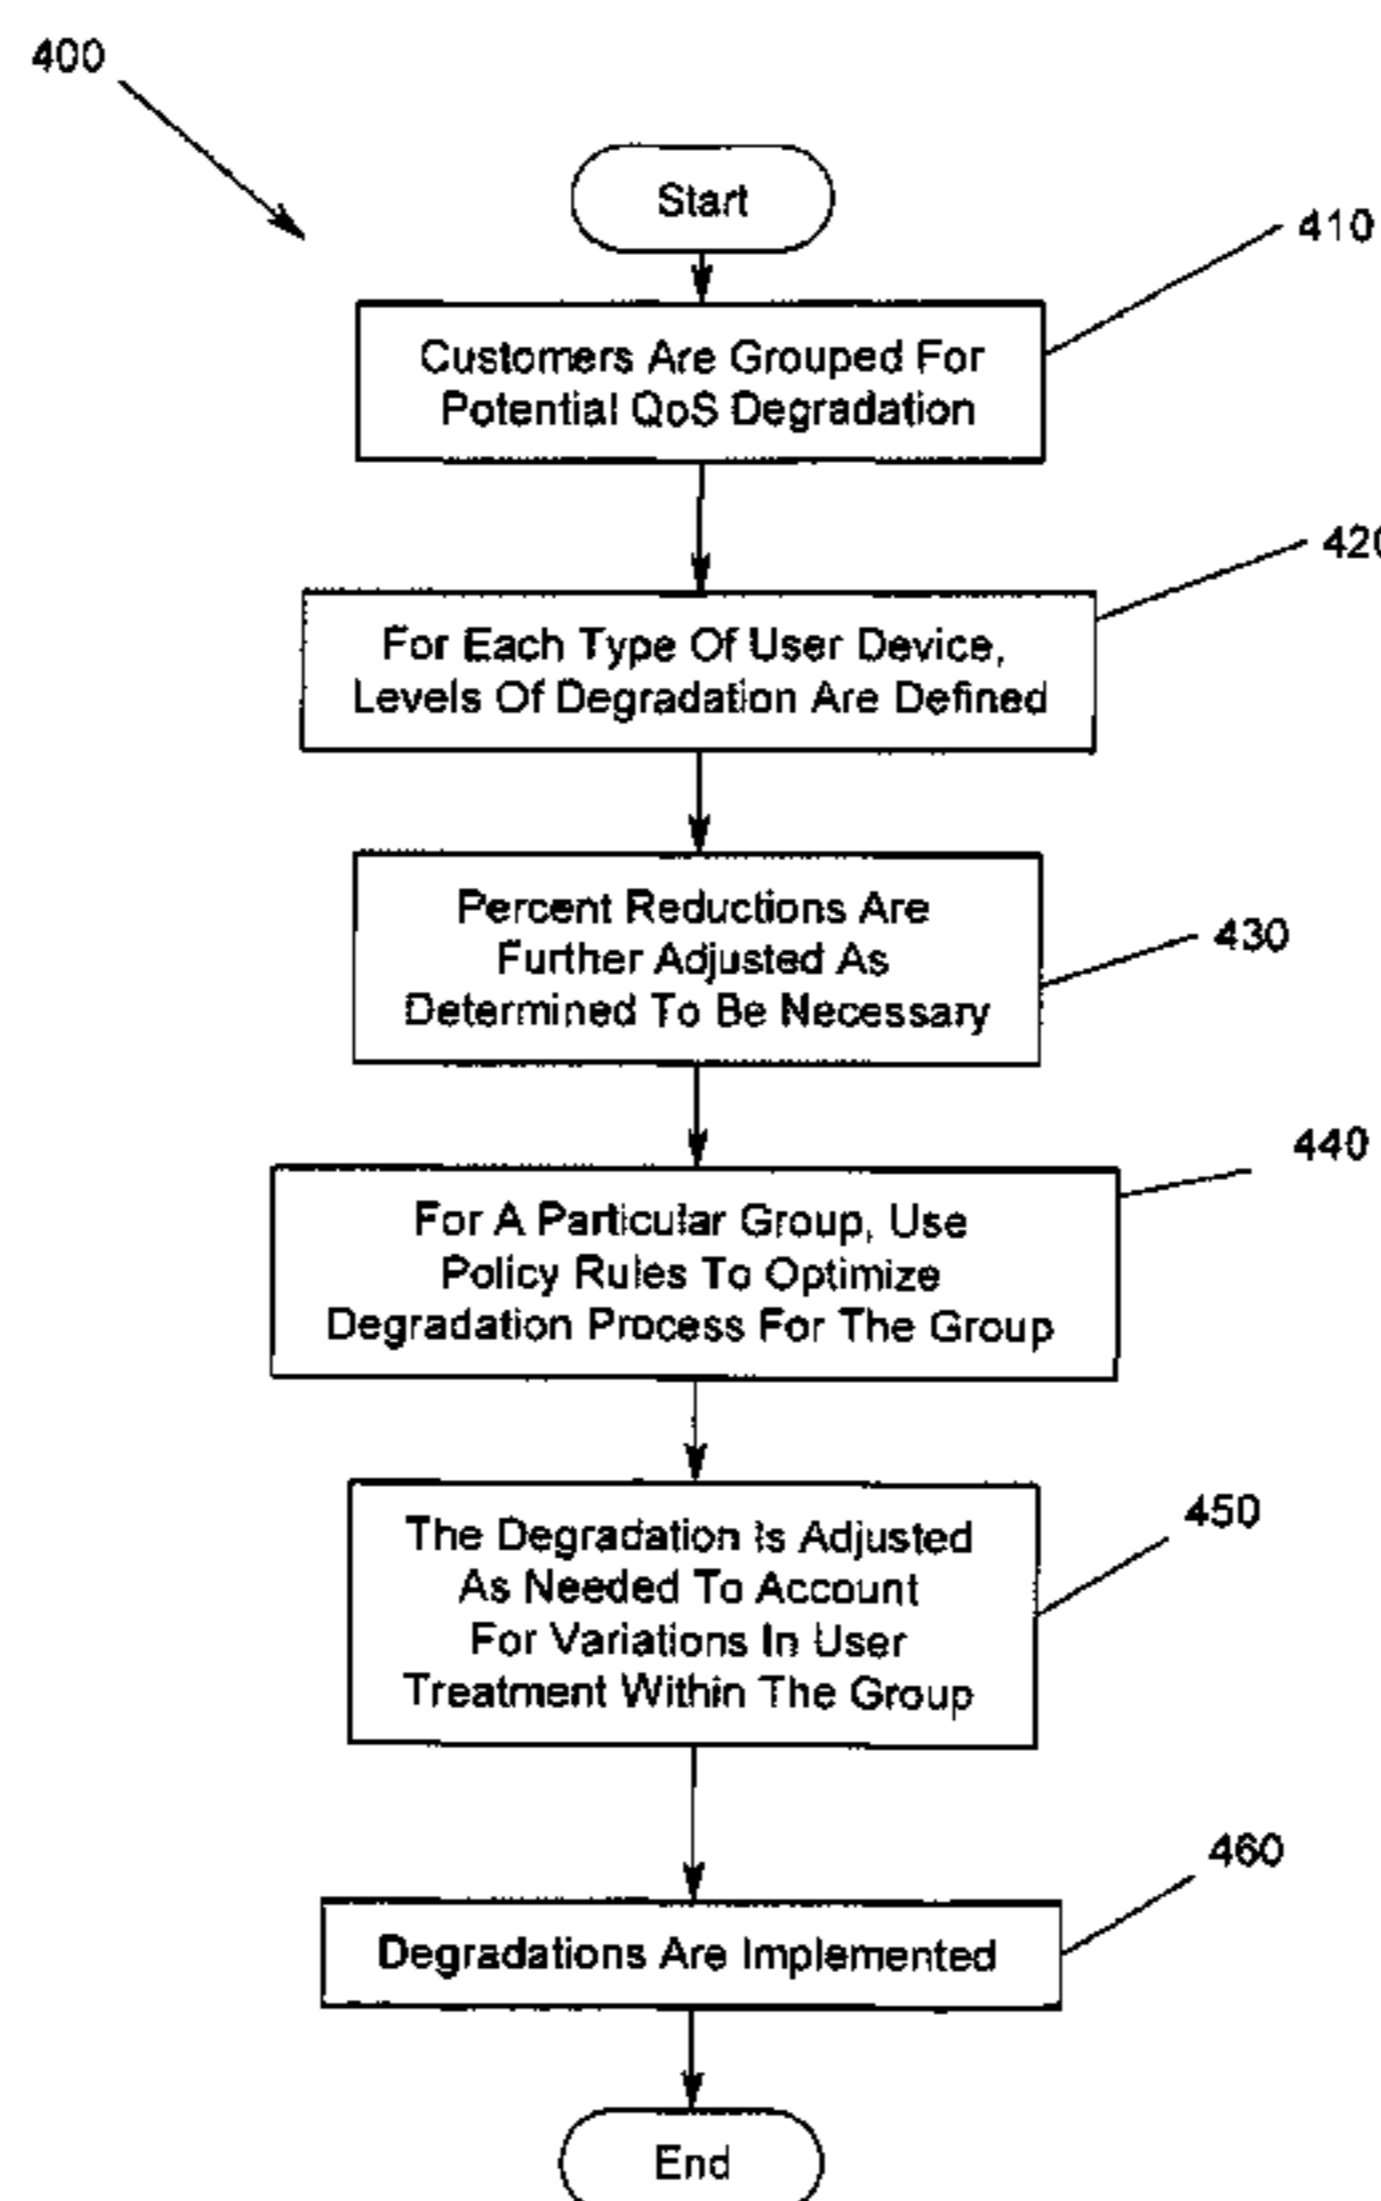 400
Start
410
Customers Are Grouped For
Potential QoS Degradation
420
For Each Type Of User Device,
Levels Of Degradation Are Defined
Percent Reductions Are
Further Adjusted As
Determined To Be Necessary
430
440
For A Particular Group, Use
Policy Rules To Optimize
Degradation Process For The Group
450
The Degradation Is Adjusted
As Needed To Account
For Variations In User
Treatment Within The Group
460
Degradations Are Implemented
End